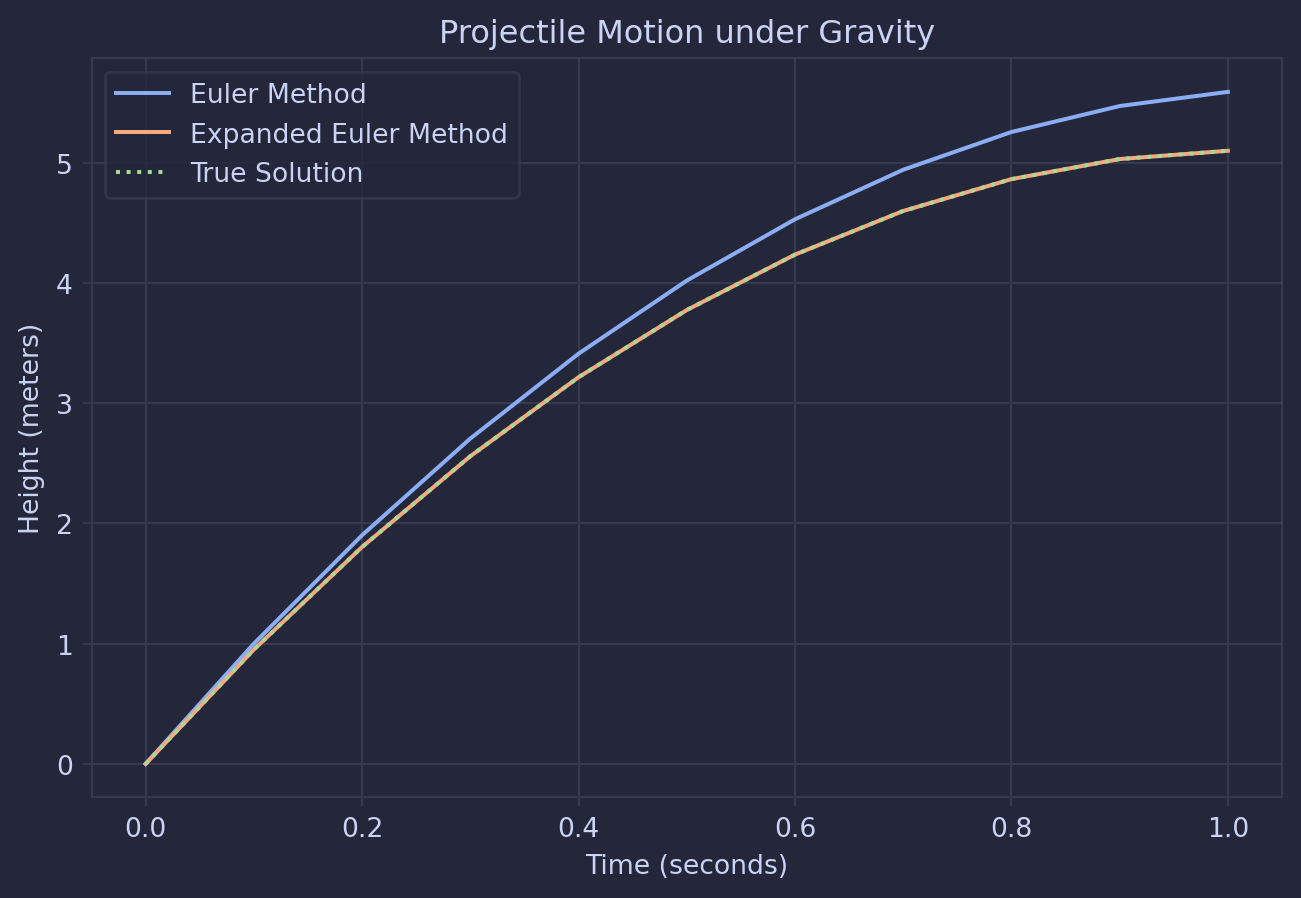 Projectile Motion under Gravity
Euler Method
Expanded Euler Method
True Solution
Height (meters)
5
4
3
2
1
0
0.0 0.2 0.4 0.6 0.8 1.0
Time (seconds)